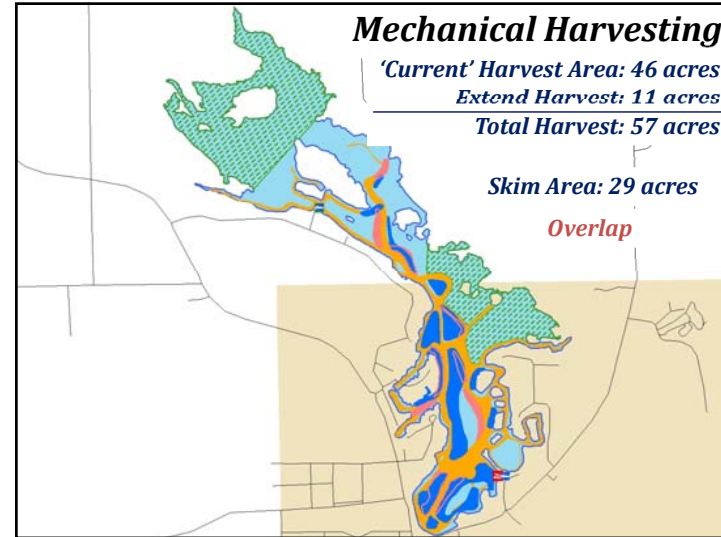 Mechanical Harvesting
‘Current’ Harvest Area: 46 acres
Extend Harvest: 11 acres
Total Harvest: 57 acres
Skim Area: 29 acres
Overlap